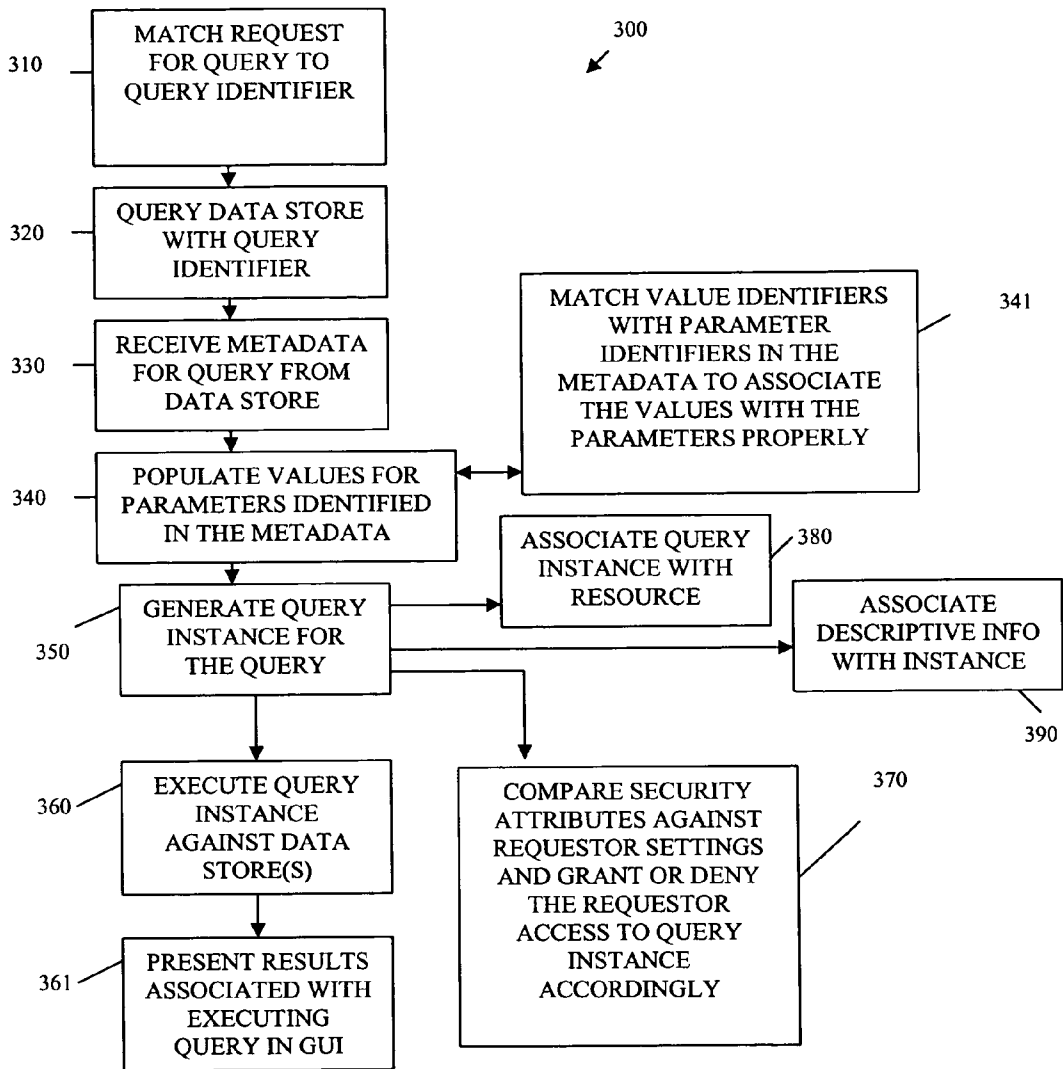 300
310
MATCH REQUEST
FOR QUERY TO
QUERY IDENTIFIER
320
QUERY DATA STORE
WITH QUERY
IDENTIFIER
330
RECEIVE METADATA
FOR QUERY FROM
DATA STORE
341
MATCH VALUE IDENTIFIERS
WITH PARAMETER
IDENTIFIERS IN THE
METADATA TO ASSOCIATE
THE VALUES WITH THE
PARAMETERS PROPERLY
340
POPULATE VALUES FOR
PARAMETERS IDENTIFIED
IN THE METADATA
380
ASSOCIATE QUERY
INSTANCE WITH
RESOURCE
350
GENERATE QUERY
INSTANCE FOR
THE QUERY
ASSOCIATE
DESCRIPTIVE INFO
WITH INSTANCE
390
360
EXECUTE QUERY
INSTANCE
AGAINST DATA
STORE(S)
370
COMPARE SECURITY
ATTRIBUTES AGAINST
REQUESTOR SETTINGS
AND GRANT OR DENY
THE REQUESTOR
ACCESS TO QUERY
INSTANCE
ACCORDINGLY
361
PRESENT RESULTS
ASSOCIATED WITH
EXECUTING
QUERY IN GUI